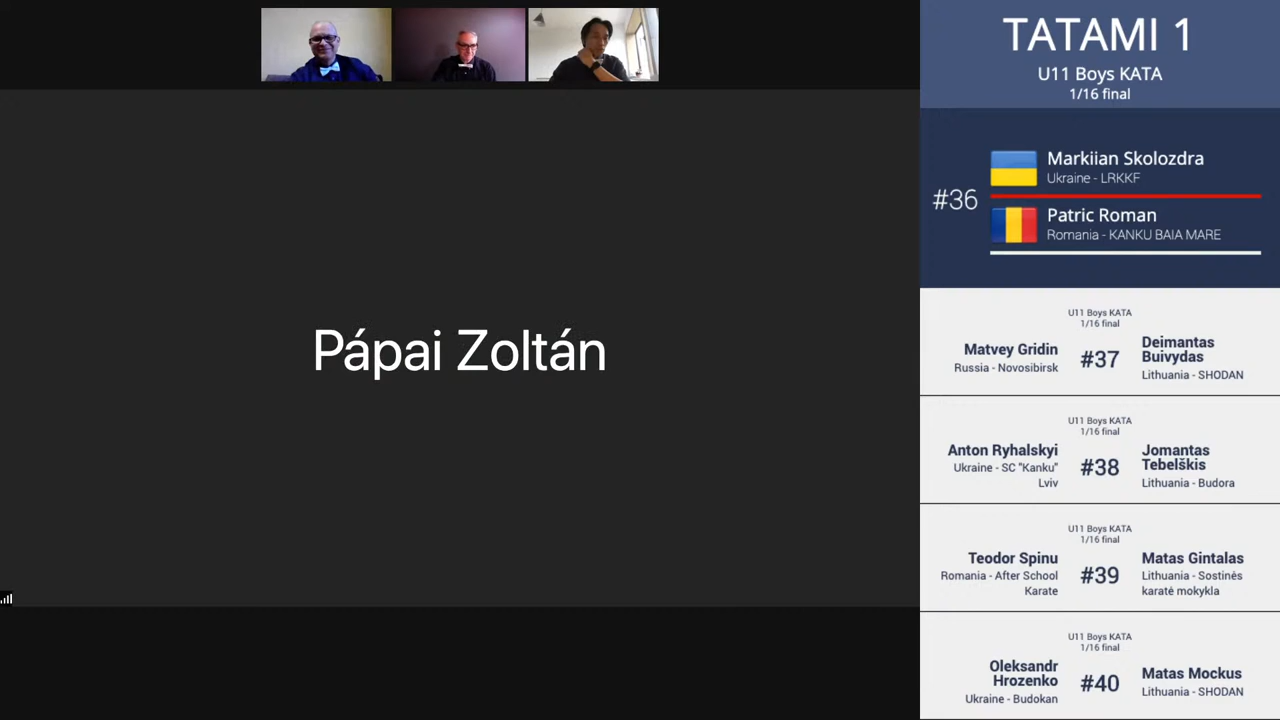 Pápai Zoltán
TATAMI 1
U11 Boys KATA
1/16 final
#36
Markiian Skolozdra
Ukraine - LRKKF
Patric Roman
Romania - KANKU BAIA MARE
U11 Boys KATA
1/16 final
Matvey Gridin
Russia - Novosibirsk
#37
Deimantas
Buivydas
Lithuania - SHODAN
U11 Boys KATA
1/16 final
Anton Ryhalskyi
Ukraine - SC "Kanku"
Lviv
#38
Jomantas
Tebelškis
Lithuania - Budora
U11 Boys KATA
1/16 final
Teodor Spinu
Romania - After School
Karate
#39
Matas Gintalas
Lithuania - Sostinės
karatė mokykla
U11 Boys KATA
1/16 final
Oleksandr
Hrozenko
Ukraine - Budokan
#40
Matas Mockus
Lithuania - SHODAN